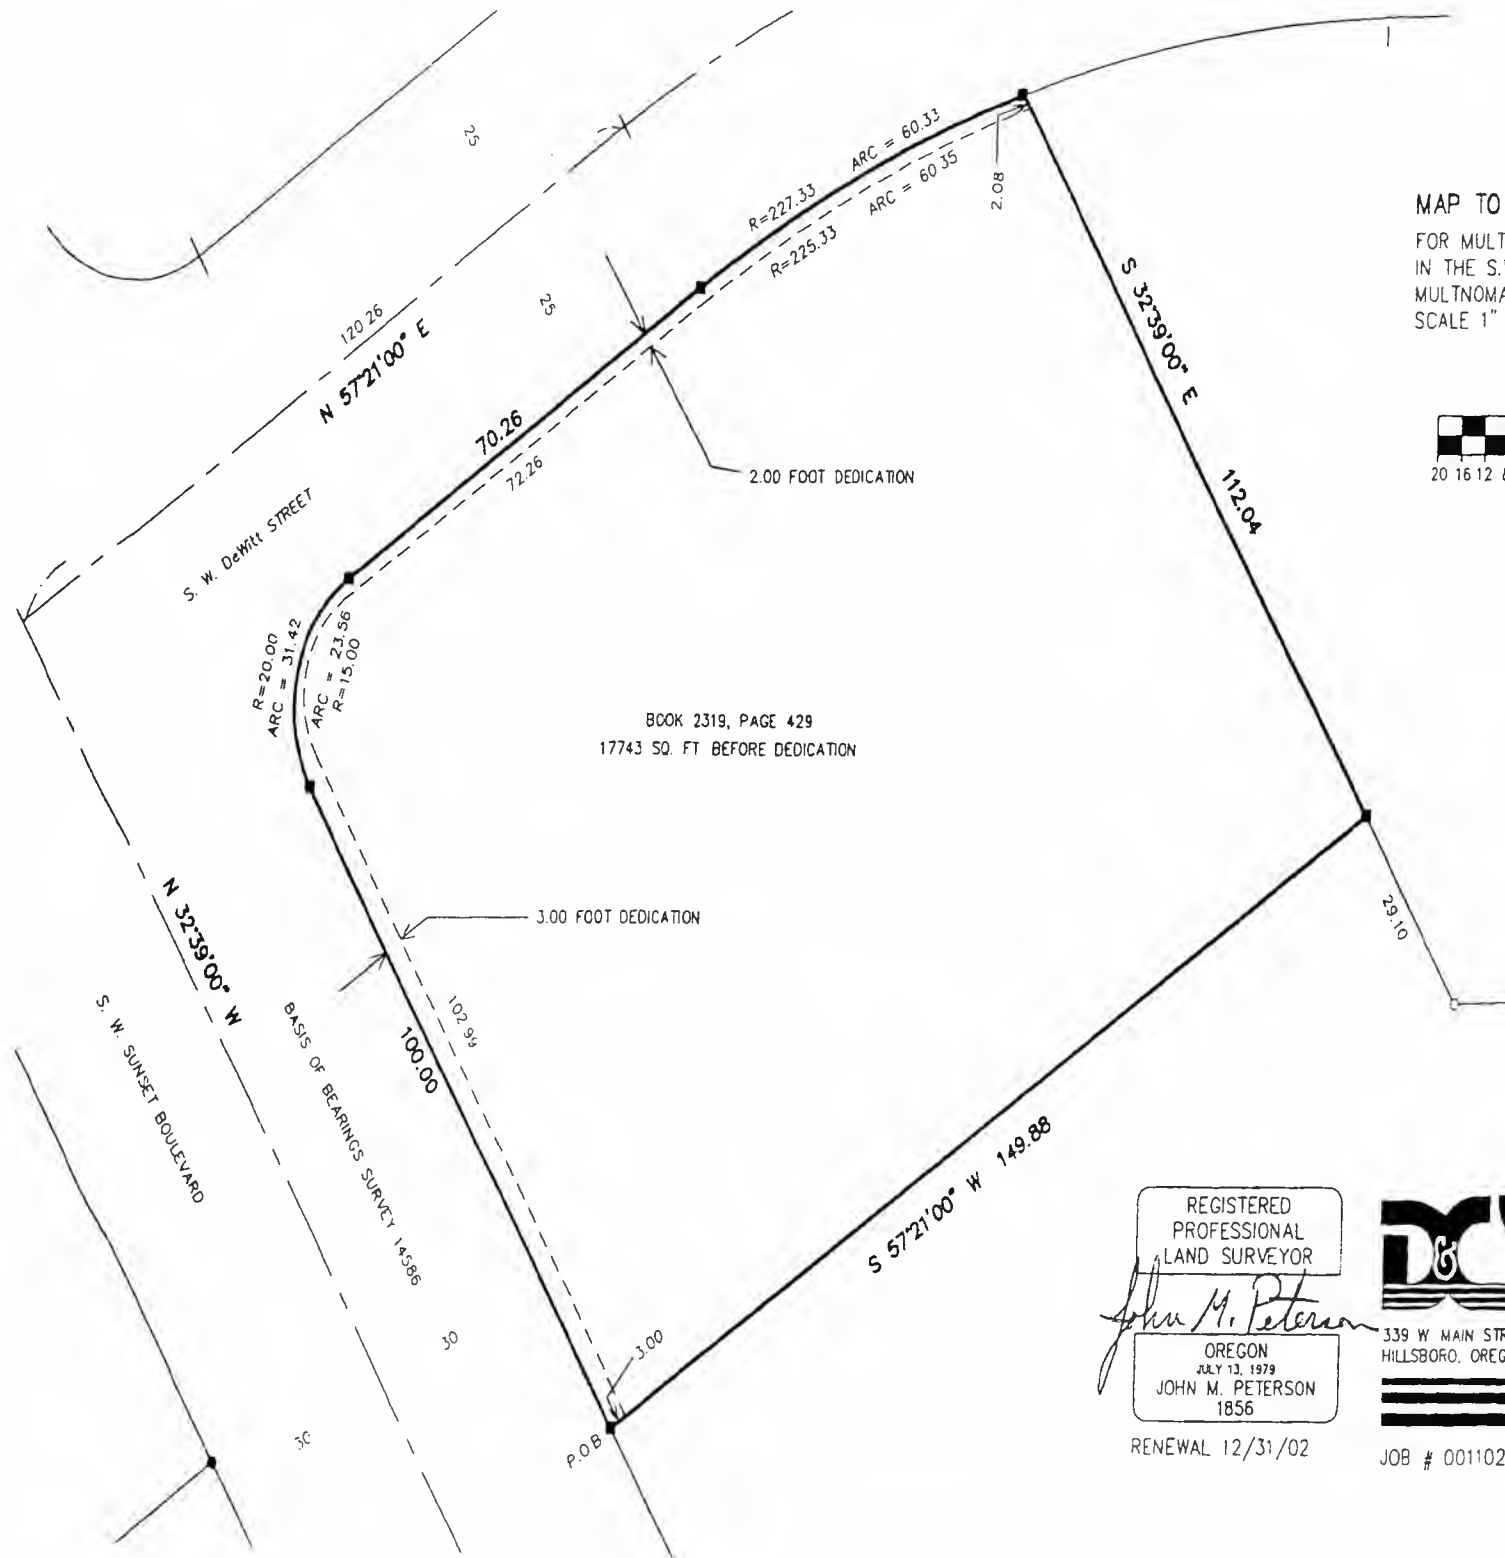 25
120.26
N 57°21'00" E
25
ARC = 60.33
R=227.33
ARC = 60.35
R=225.33
2.08
MAP TO
FOR MULT
IN THE S.
MULTNOMA
SCALE 1"
20 16 12
S 32°39'00" E
112.04
70.26
72.26
2.00 FOOT DEDICATION
S. W. DeWitt STREET
R=20.00
ARC = 31.42
ARC = 23.56
R=15.00
BOOK 2319, PAGE 429
17743 SQ. FT BEFORE DEDICATION
3.00 FOOT DEDICATION
N 32°39'00" W
S. W. SUNSET BOULEVARD
BASIS OF BEARINGS SURVEY 14586
102.99
100.00
29.10
S 57°21'00" W 149.88
30
30
3.00
P.O.B
REGISTERED
PROFESSIONAL
LAND SURVEYOR
John M. Peterson
OREGON
JULY 13, 1979
JOHN M. PETERSON
1856
RENEWAL 12/31/02
D&C
339 W MAIN STR
HILLSBORO, OREG
JOB # 001102